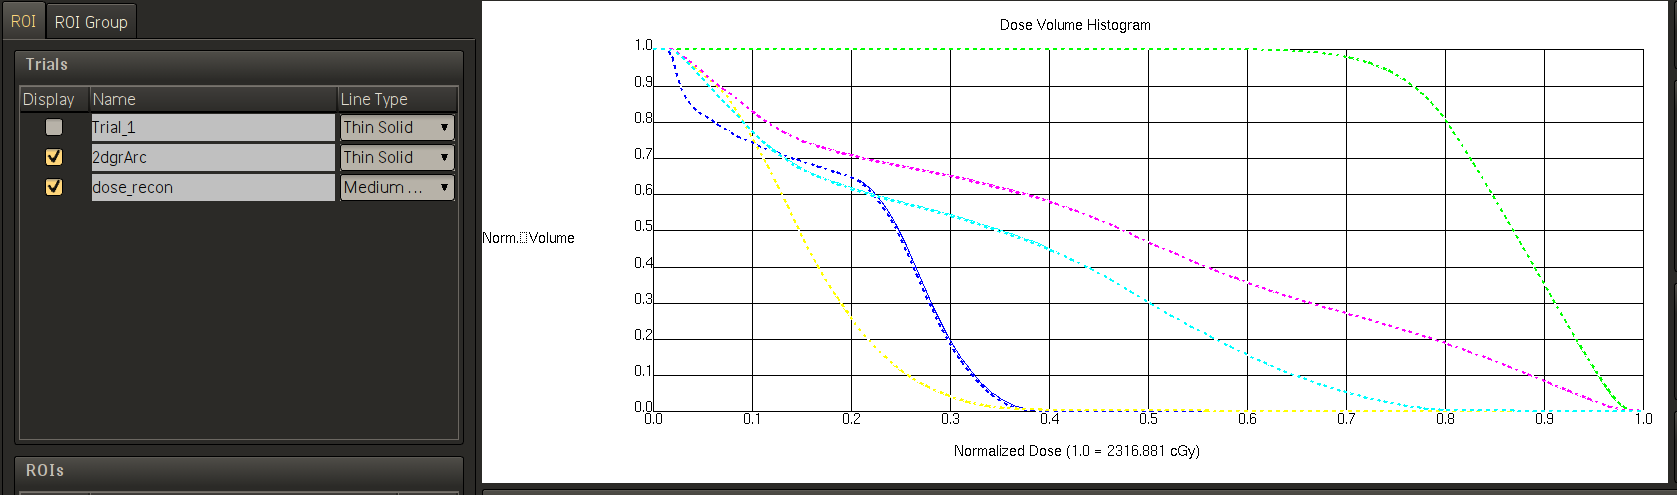 ROI ROI Group
Trials
Display Name Line Type
Trial_1 Thin Solid
2dgrArc Thin Solid
dose_recon Medium ...
ROIs
Dose Volume Histogram
1.0
0.9
0.8
0.7
0.6
0.5
0.4
0.3
0.2
0.1
0.0
Norm. Volume
0.0 0.1 0.2 0.3 0.4 0.5 0.6 0.7 0.8 0.9 1.0
Normalized Dose (1.0 = 2316.881 cGy)